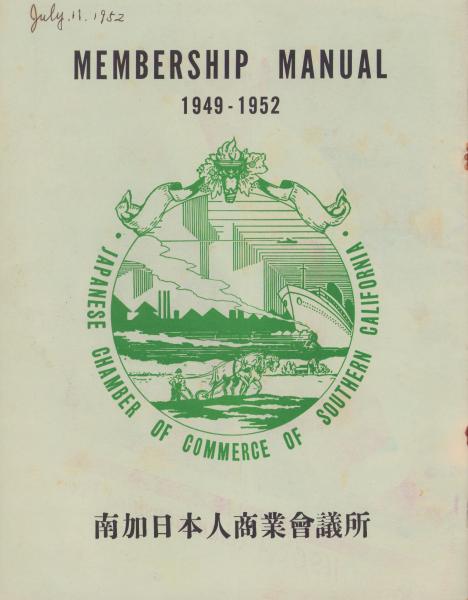 July. 11. 1952
MEMBERSHIP MANUAL
1949-1952
• JAPANESE CHAMBER OF COMMERCE OF SOUTHERN CALIFORNIA •
南加日本人商業會議所